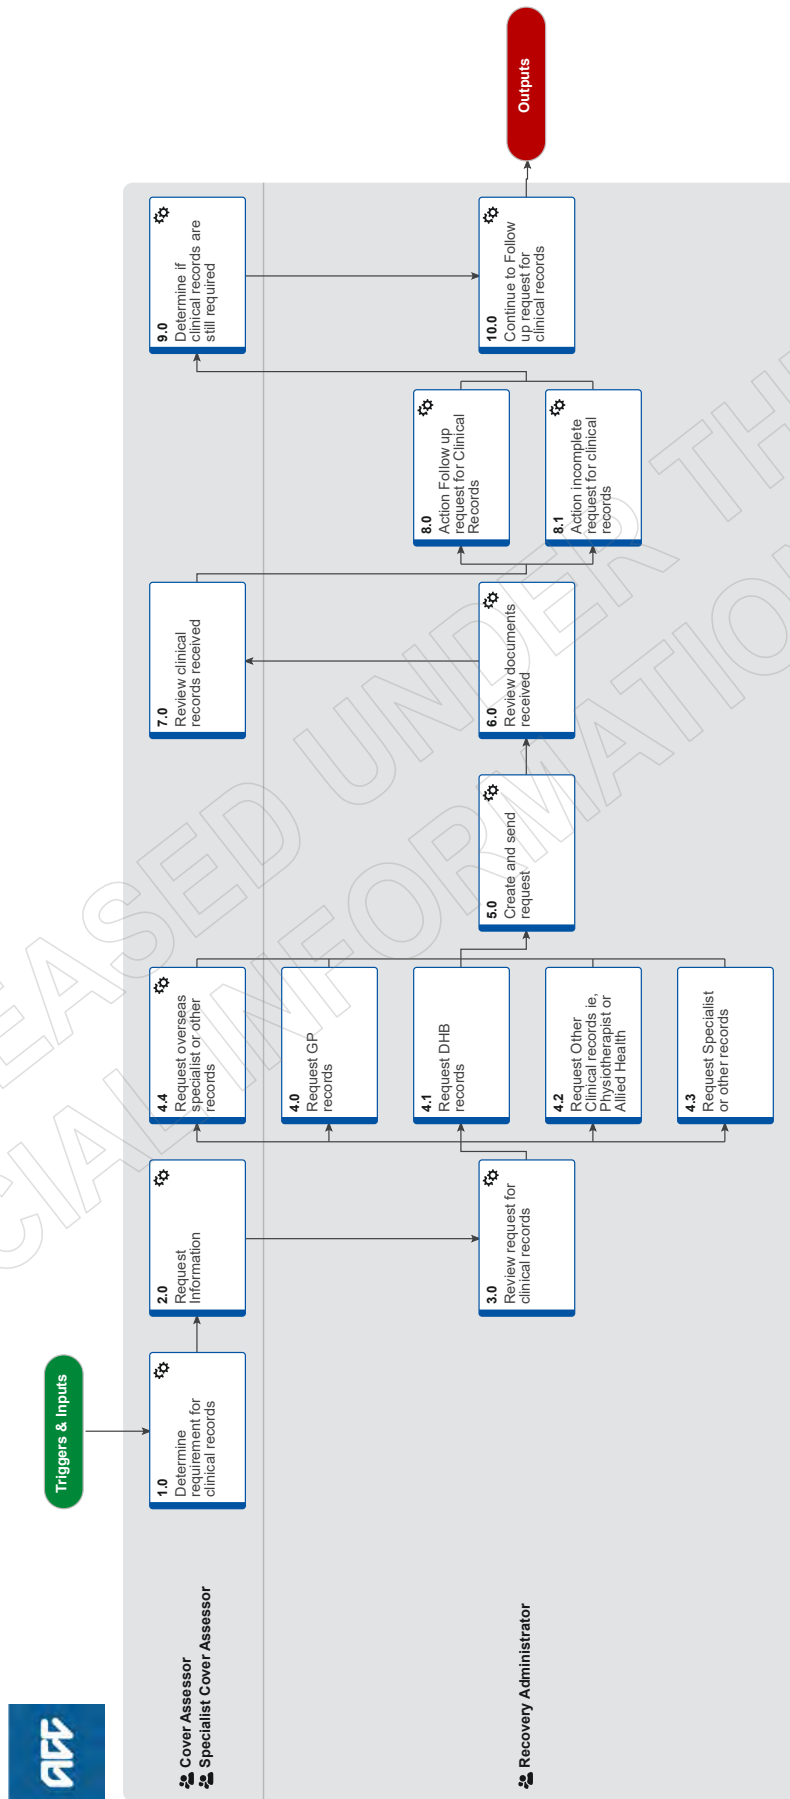 ACC
Triggers & Inputs
Outputs
Cover Assessor
Specialist Cover Assessor
1.0
Determine
requirement for
clinical records
2.0
Request
Information
4.4
Request overseas
specialist or other
records
7.0
Review clinical
records received
9.0
Determine if
clinical records are
still required
Recovery Administrator
3.0
Review request for
clinical records
4.0
Request GP
records
4.1
Request DHB
records
4.2
Request Other
Clinical records ie,
Physiotherapist or
Allied Health
4.3
Request Specialist
or other records
5.0
Create and send
request
6.0
Review documents
received
8.0
Action Follow up
request for Clinical
Records
8.1
Action incomplete
request for clinical
records
10.0
Continue to Follow
up request for
clinical records
EASED UNDER TH
CIAL INFORMATIO